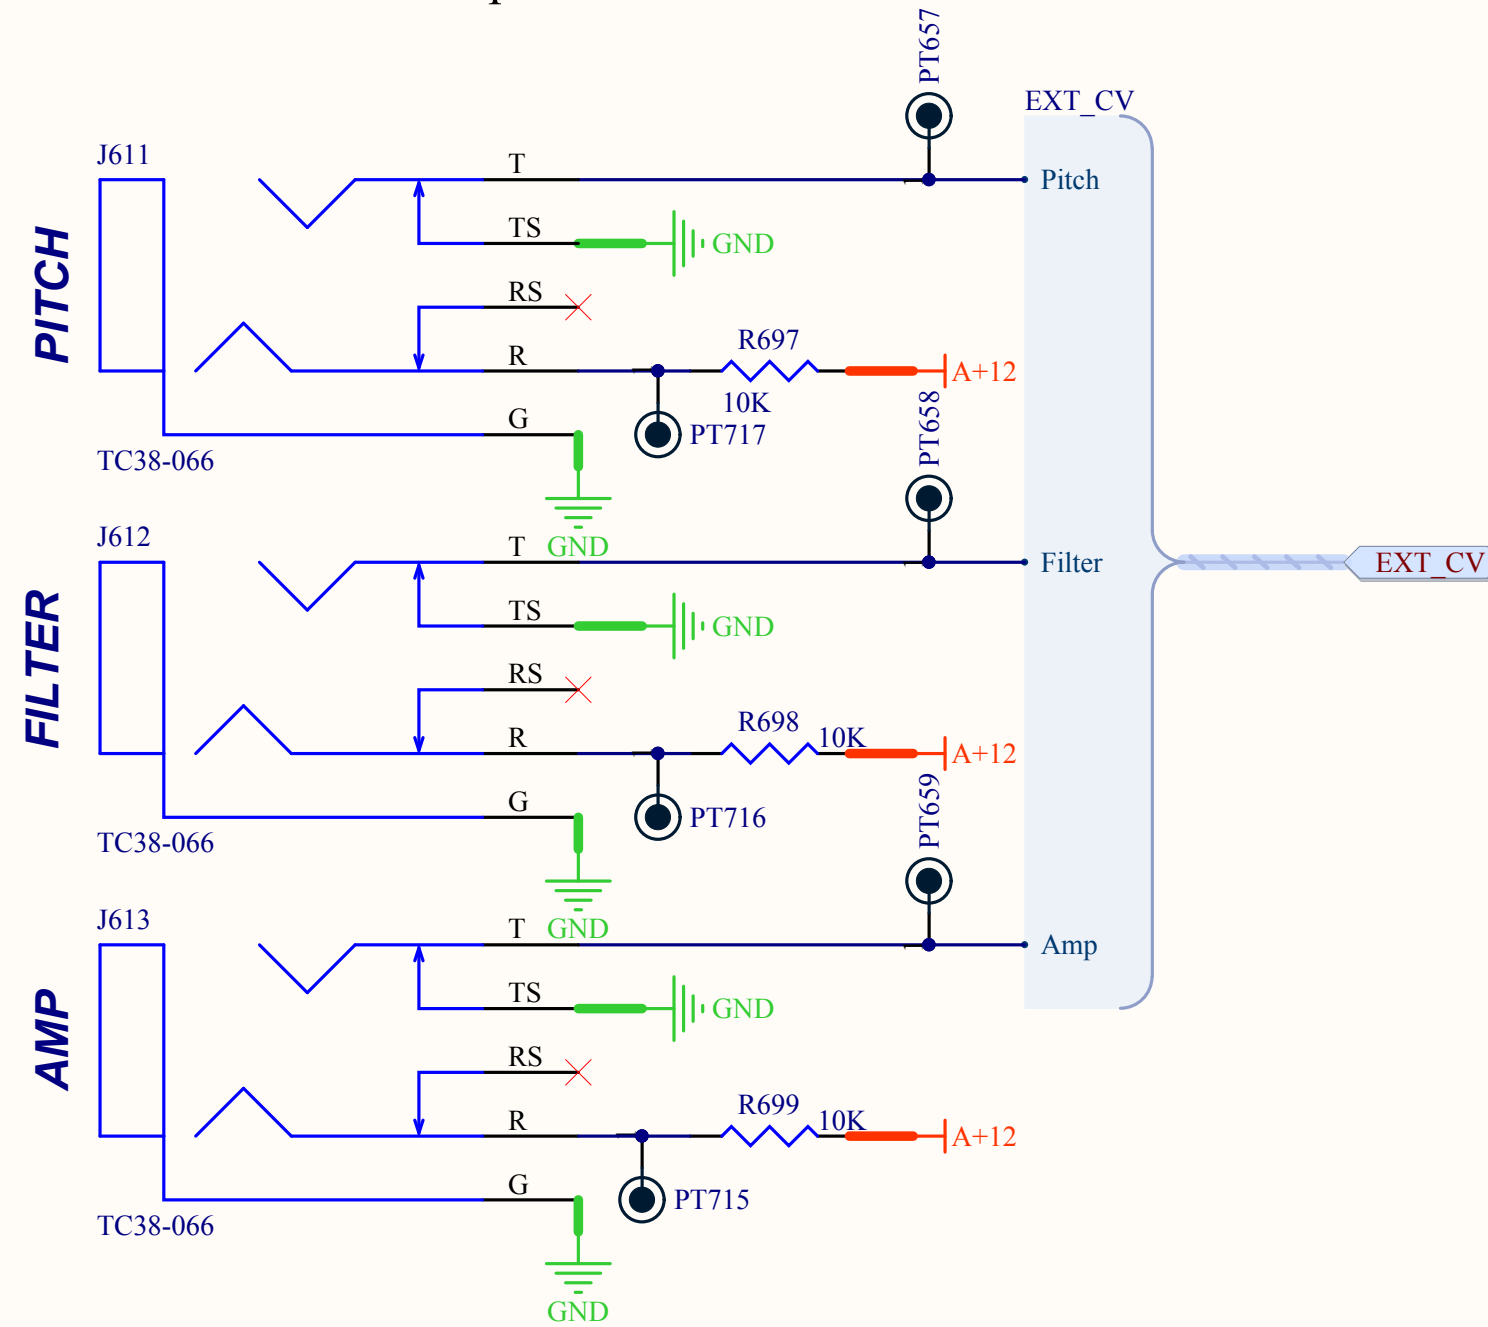 PT657
EXT_CV
J611
T
Pitch
TS
GND
PITCH
RS
R697
R
A+12
10K
PT658
G
PT717
TC38-066
J612
T
GND
Filter
EXT_CV
TS
GND
FILTER
RS
R698
R
10K
A+12
PT659
G
PT716
TC38-066
J613
T
GND
Amp
TS
GND
AMP
RS
R699
R
10K
A+12
G
PT715
TC38-066
GND